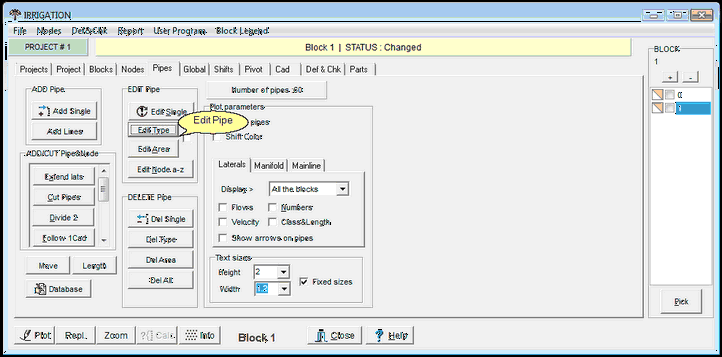 IRRIGATION
File Nodes Def&Chk Report User Program Block Legend
PROJECT # 1
Block 1 | STATUS : Changed
Projects Project Blocks Nodes Pipes Global Shifts Pivot Cad Def & Chk Parts
BLOCK
1
+ -
0
1
ADD Pipe
Add Single
Add Lines
ADD/CUT Pipe&Node
Extend lats
Cut Pipes
Divide 2
Follow 1Card
Move Length
Database
EDIT Pipe
Edit Single
Edit Type
Edit Pipe
Edit Area
Edit Node a-z
DELETE Pipe
Del Single
Del Type
Del Area
Del All
Number of pipes :60
Plot parameters
pipes
Shift Color
Laterals Manifold Mainline
Display > All the blocks
Flows Numbers
Velocity Class&Length
Show arrows on pipes
Text sizes
Height 2
Width
Fixed sizes
Pick
Plot Repl. Zoom ?| Calc. Info Block 1 Close Help